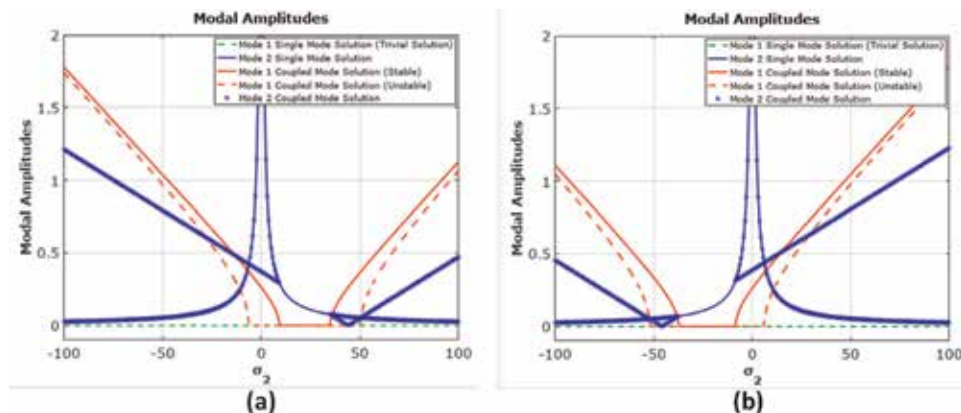 Modal Amplitudes
2
1.5
1
0.5
0
Modal Amplitudes
Mode 1 Single Mode Solution (Trivial Solution)
Mode 2 Single Mode Solution
Mode 1 Coupled Mode Solution (Stable)
Mode 1 Coupled Mode Solution (Unstable)
Mode 2 Coupled Mode Solution
-100
-50
0
50
100
σ2
(a)
Modal Amplitudes
2
1.5
1
0.5
0
Modal Amplitudes
Mode 1 Single Mode Solution (Trivial Solution)
Mode 2 Single Mode Solution
Mode 1 Coupled Mode Solution (Stable)
Mode 1 Coupled Mode Solution (Unstable)
Mode 2 Coupled Mode Solution
-100
-50
0
50
100
σ2
(b)